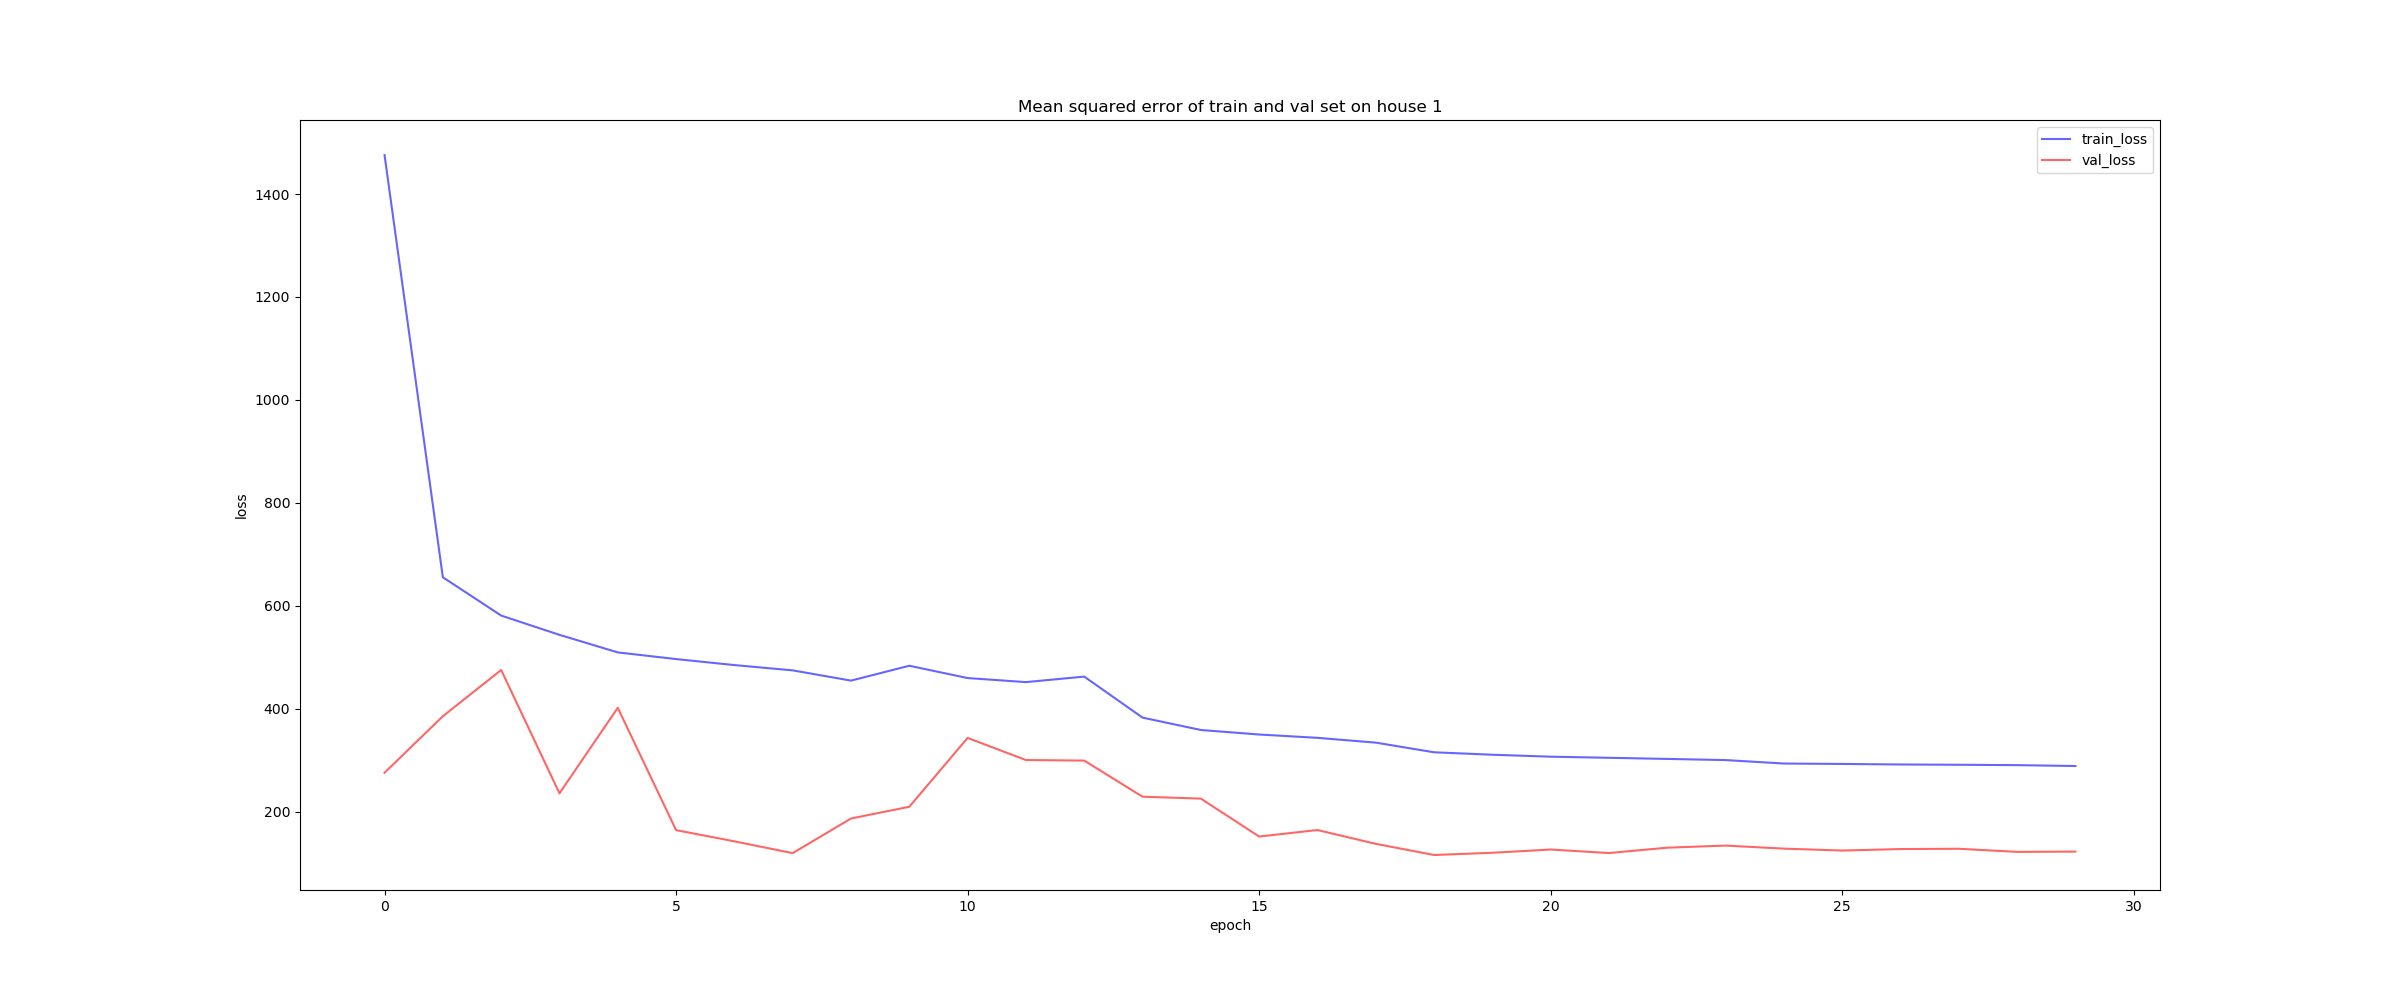 Mean squared error of train and val set on house 1
train_loss
val_loss
1400
1200
1000
800
600
400
200
loss
0 5 10 15 20 25 30
epoch